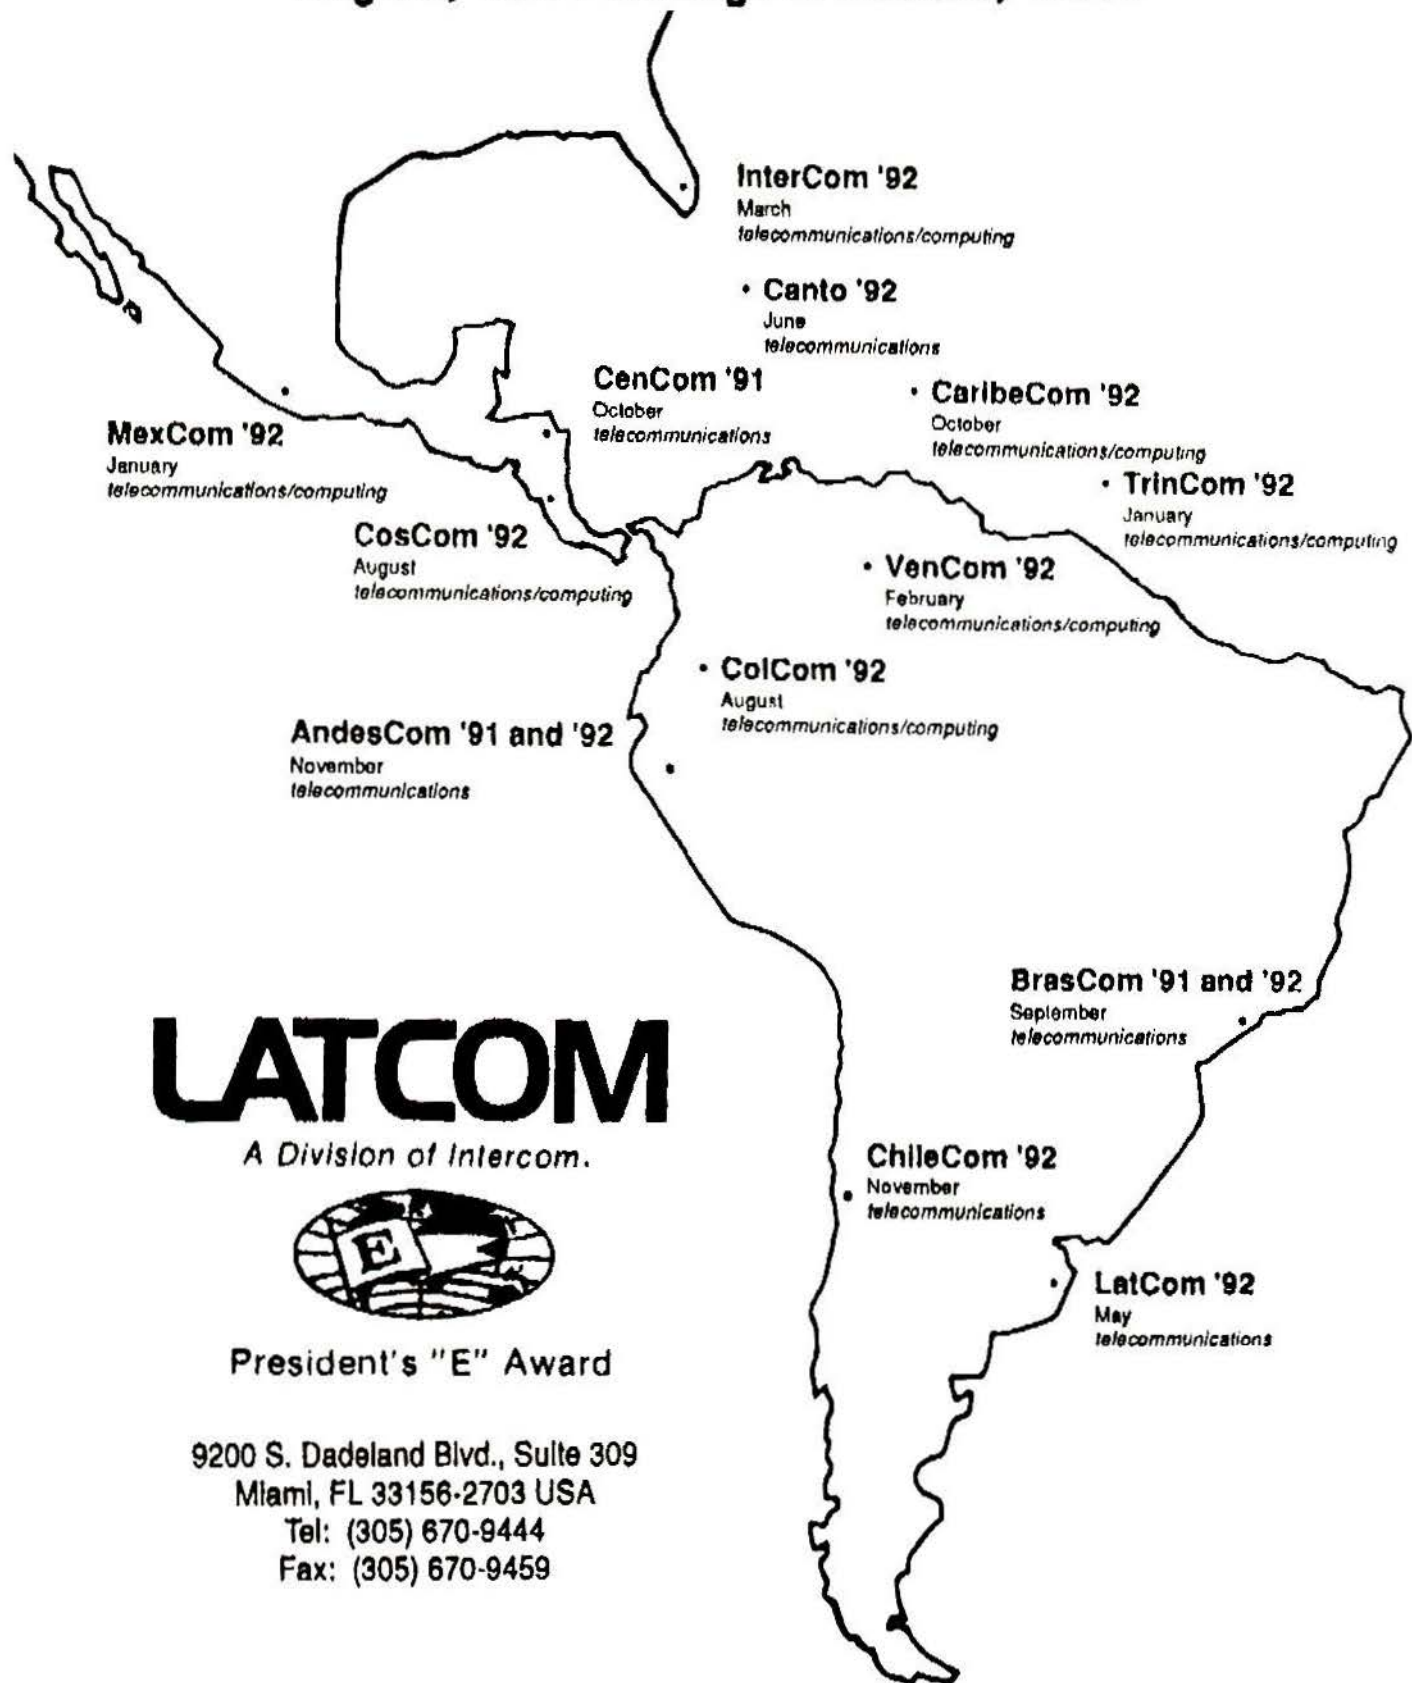 InterCom '92
March
telecommunications/computing
Canto '92
June
telecommunications
CenCom '91
October
telecommunications
CaribeCom '92
October
telecommunications/computing
MexCom '92
January
telecommunications/computing
TrinCom '92
January
telecommunications/computing
CosCom '92
August
telecommunications/computing
VenCom '92
February
telecommunications/computing
ColCom '92
August
telecommunications/computing
AndesCom '91 and '92
November
telecommunications
BrasCom '91 and '92
September
telecommunications
LATCOM
A Division of Intercom.
ChileCom '92
November
telecommunications
E
LatCom '92
May
telecommunications
President's "E" Award
9200 S. Dadeland Blvd., Suite 309
Miami, FL 33156-2703 USA
Tel: (305) 670-9444
Fax: (305) 670-9459